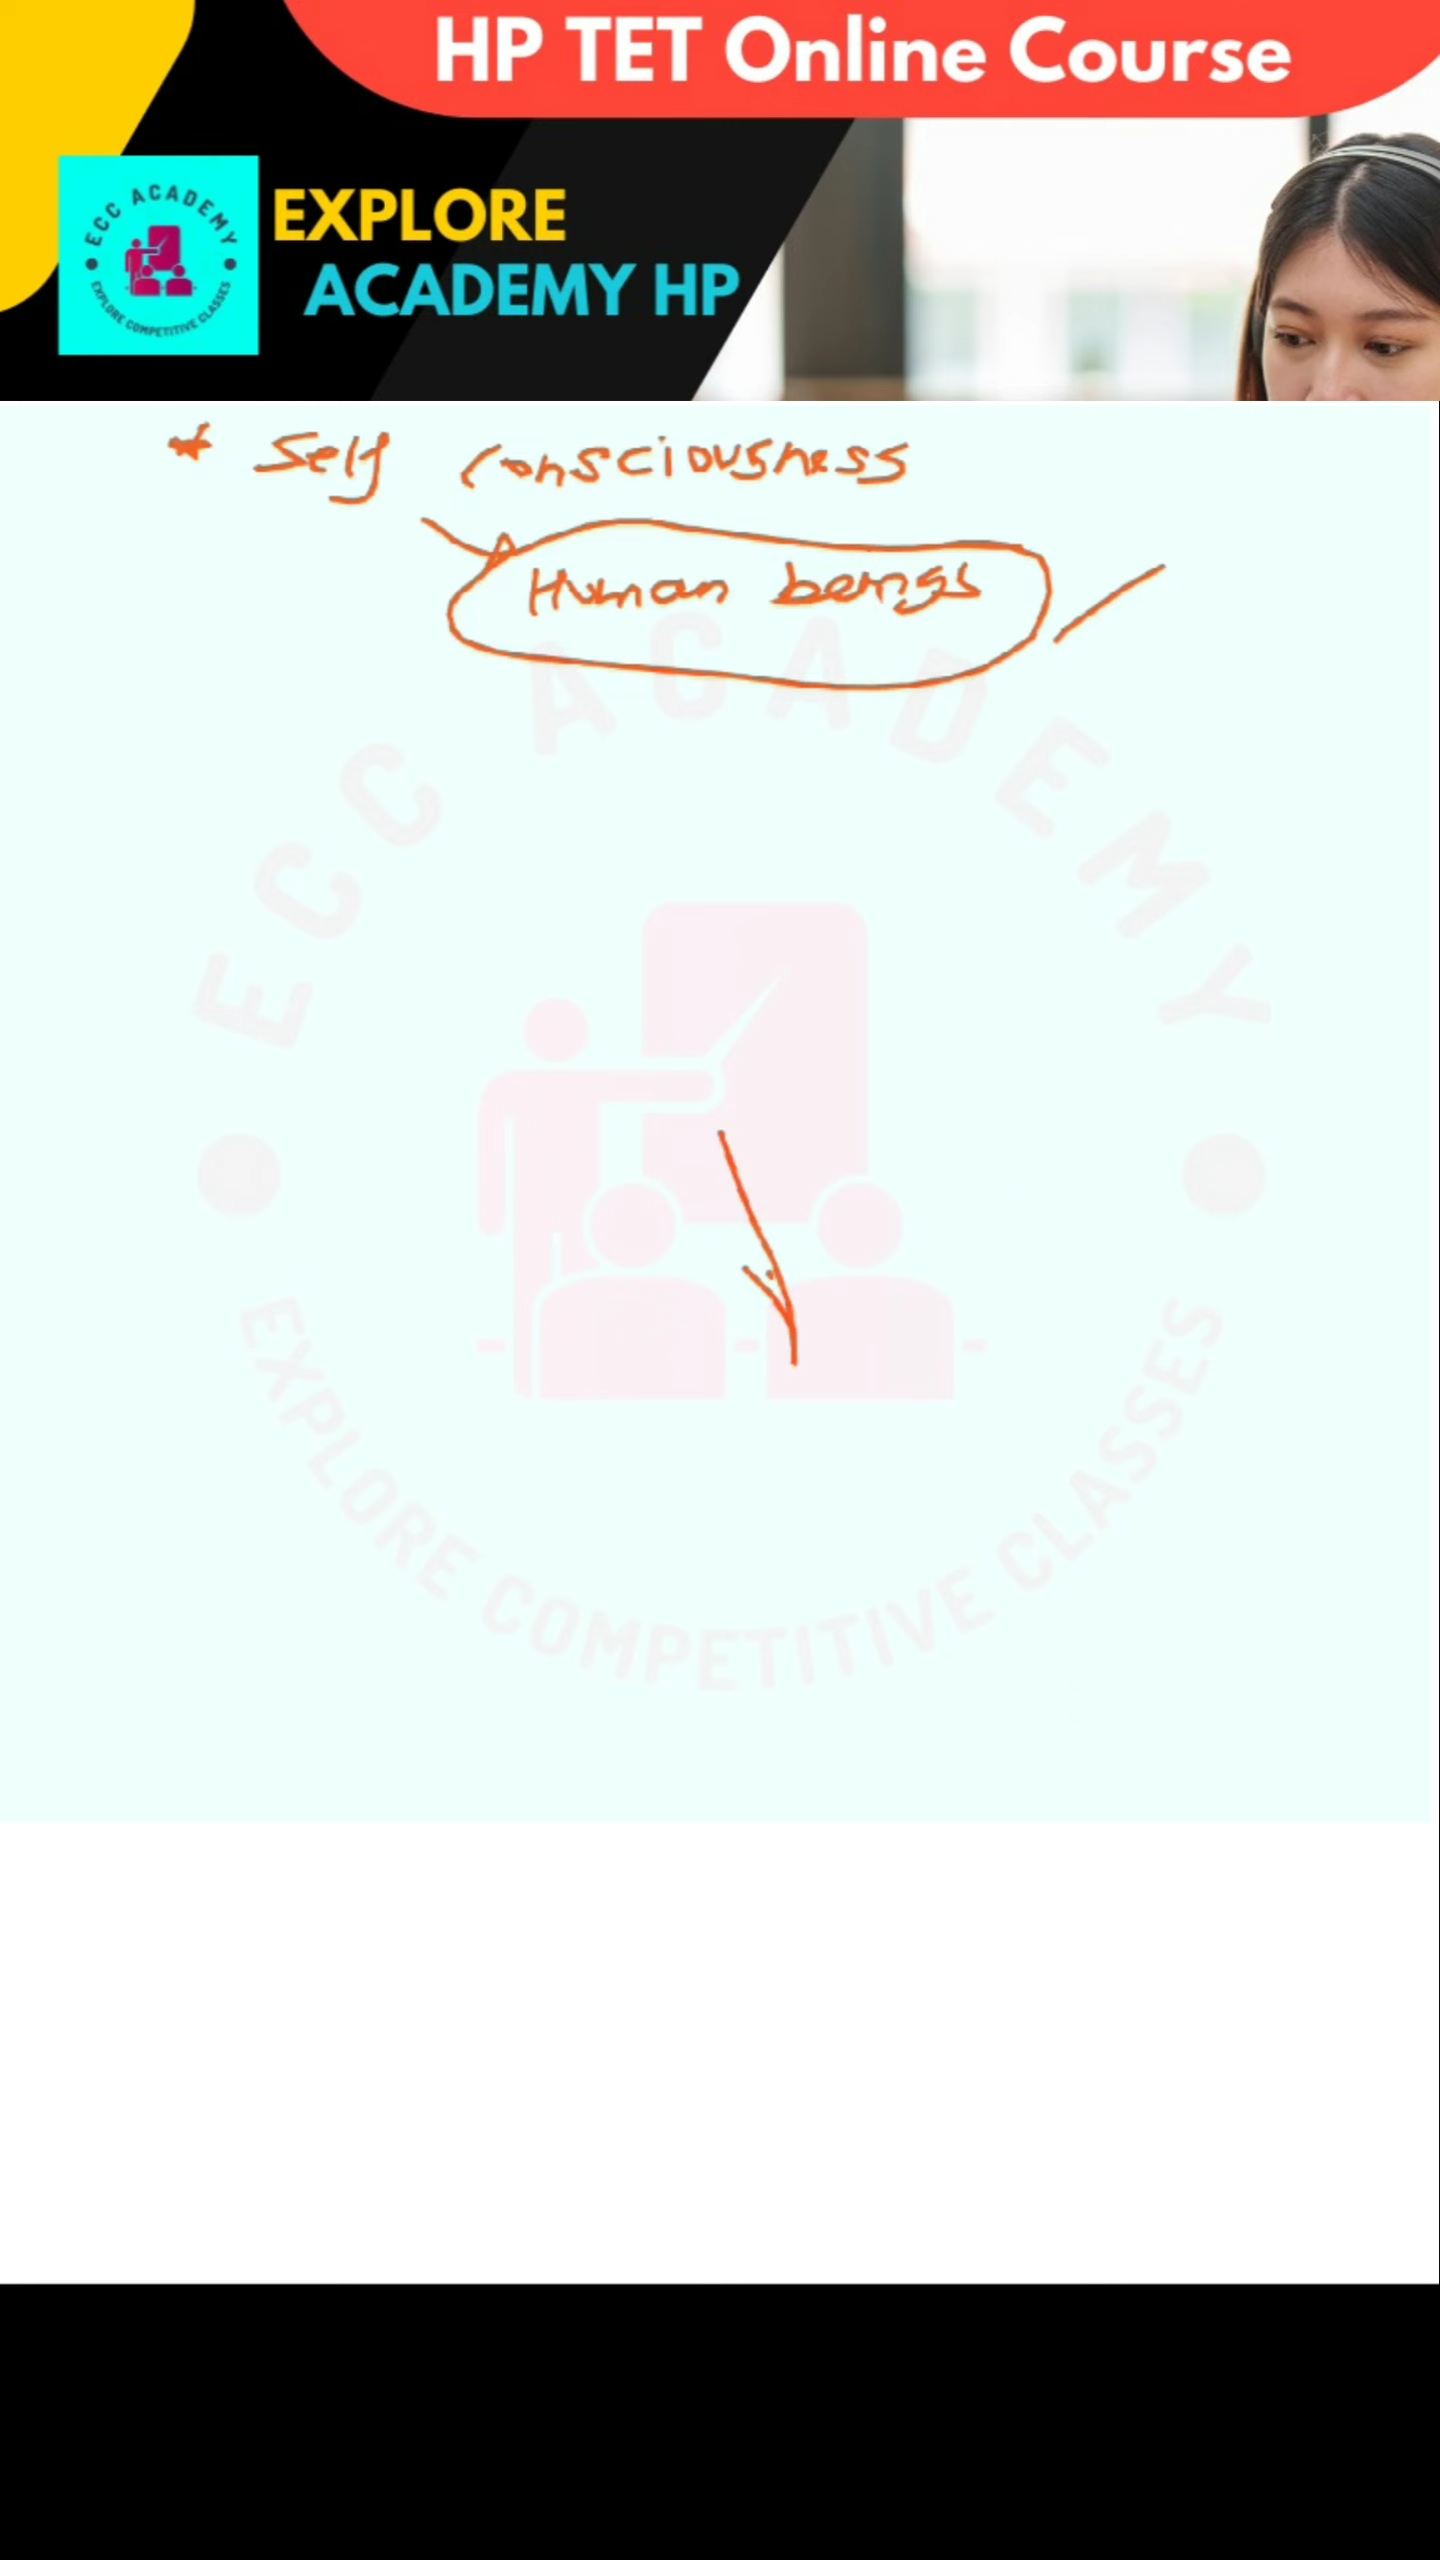 HP TET Online Course
ECC ACADEMY
EXPLORE COMPETITIVE CLASSES
EXPLORE
ACADEMY HP
* Self Consciousness
Human beings
ECC ACADEMY
EXPLORE COMPETITIVE CLASSES